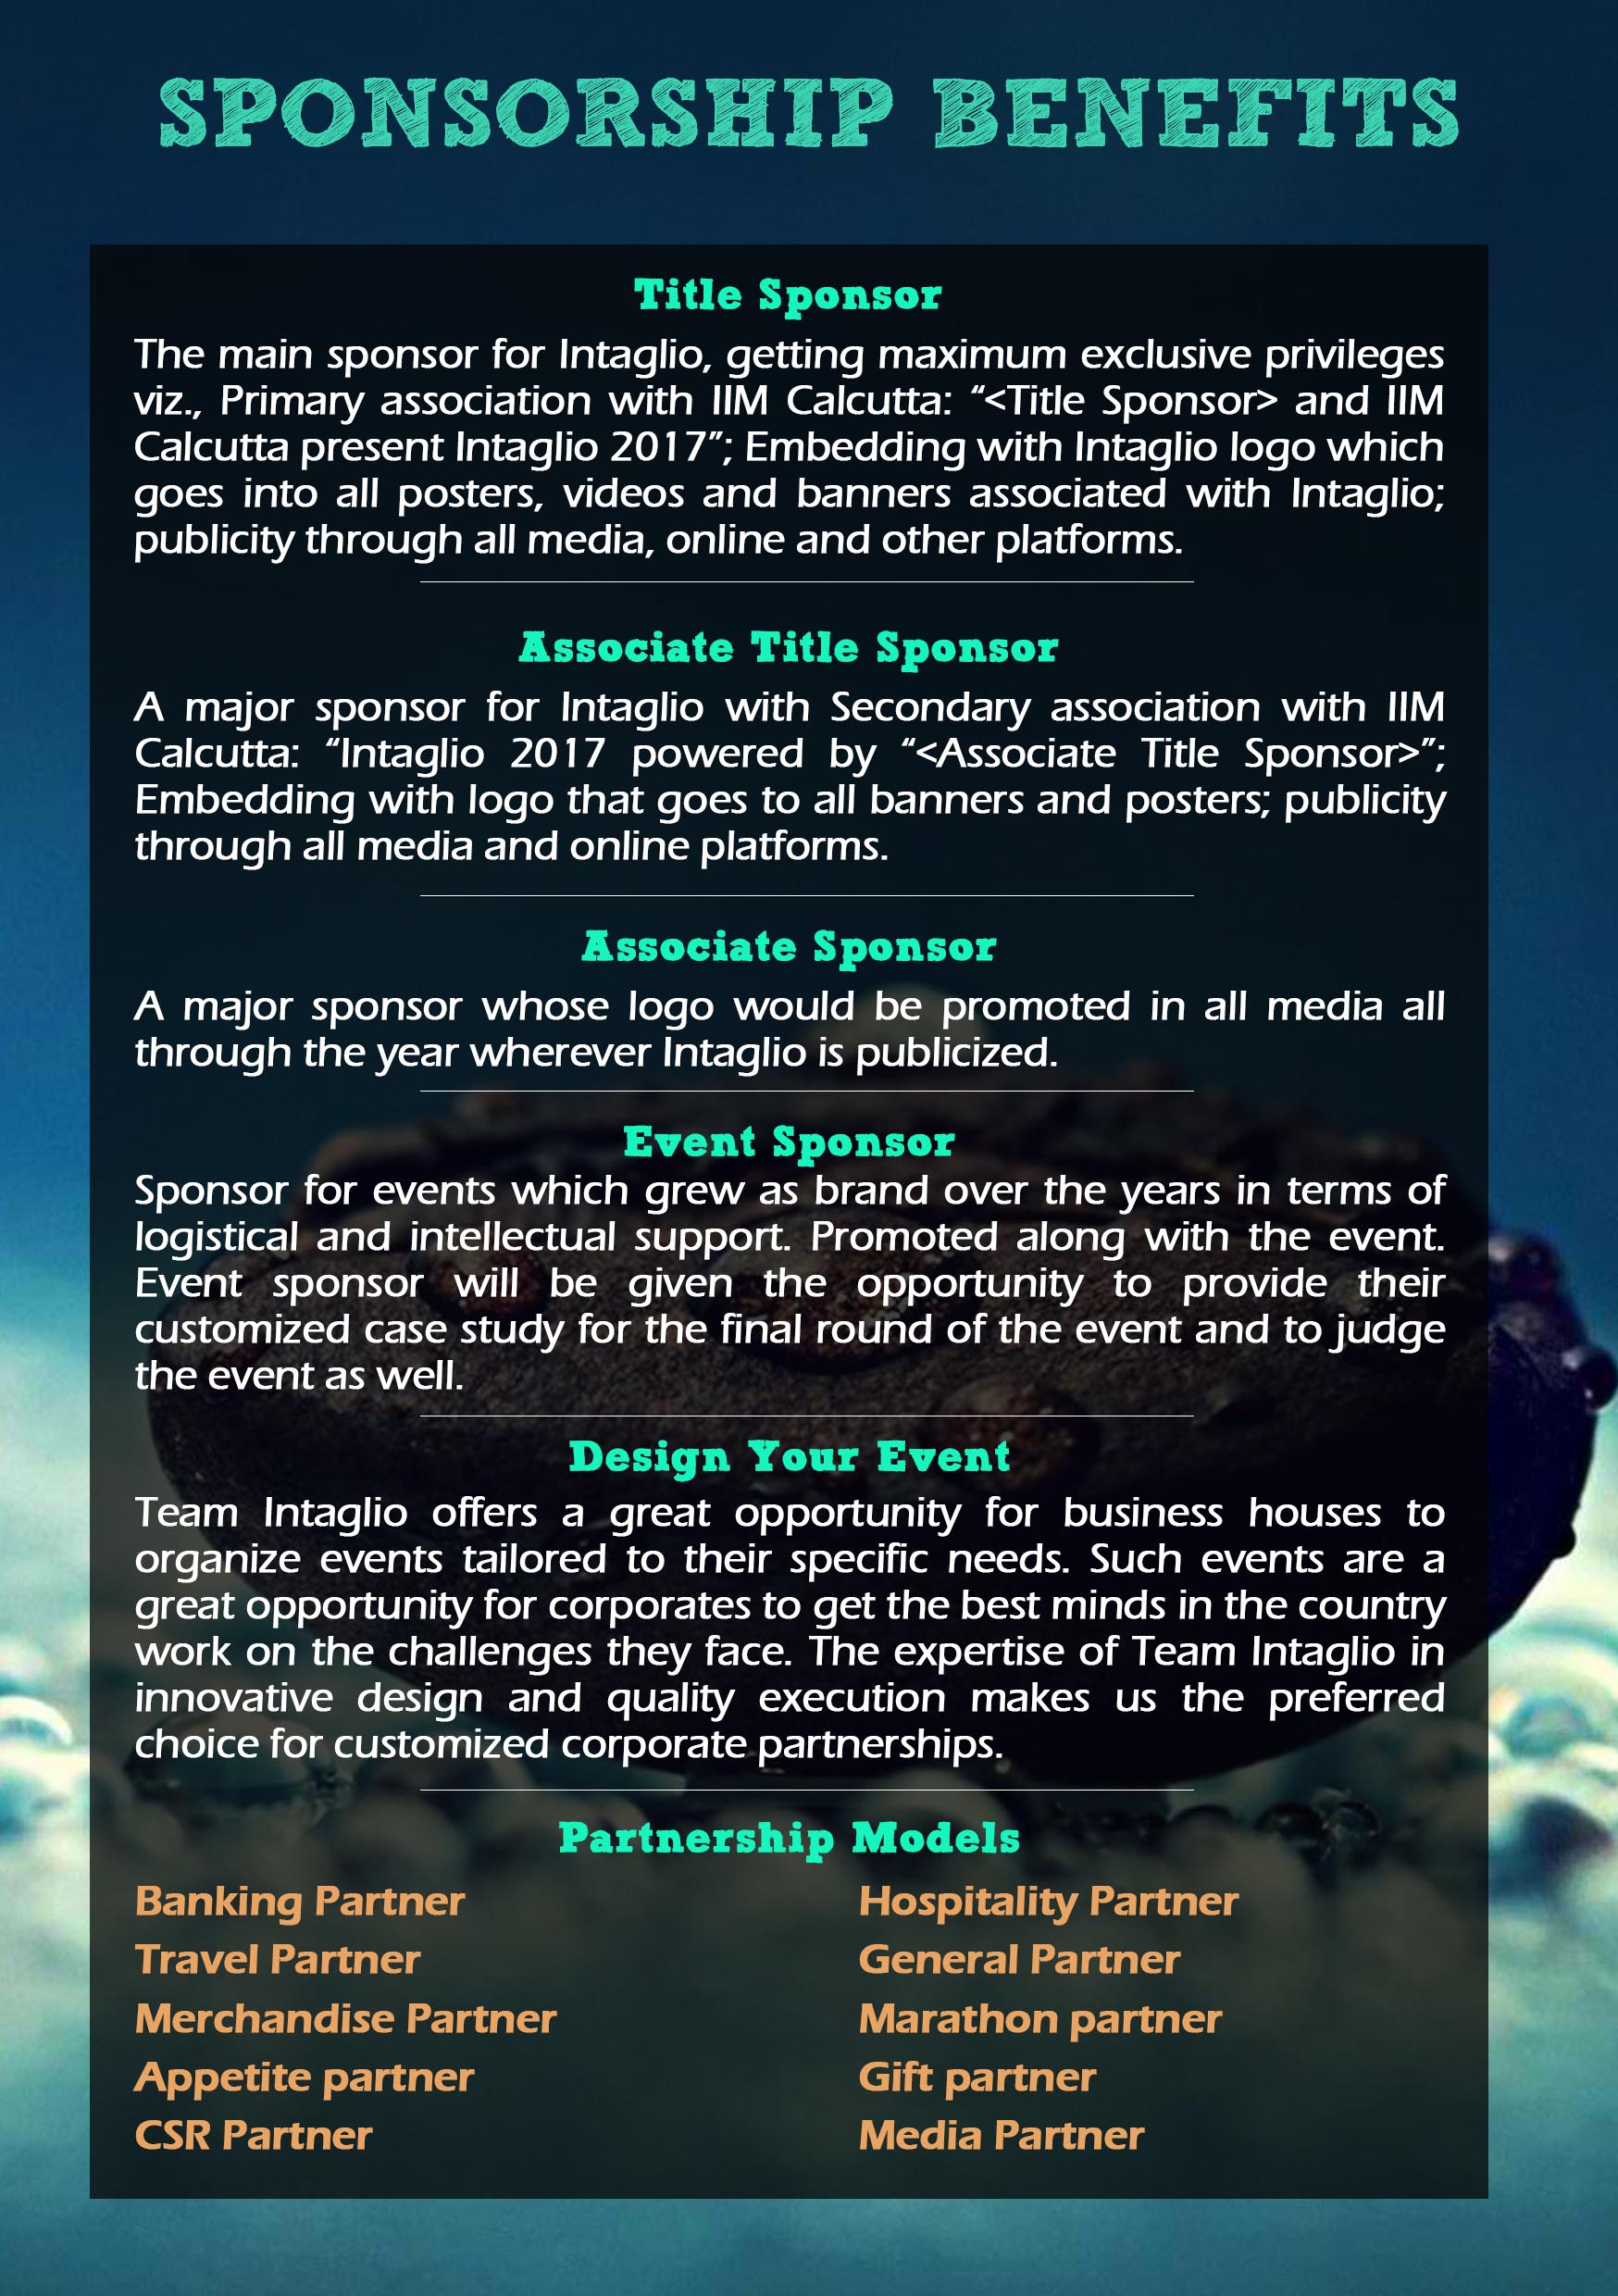 SPONSORSHIP BENEFITS
Title Sponsor
The main sponsor for Intaglio, getting maximum exclusive privileges
viz., Primary association with IIM Calcutta: “<Title Sponsor> and IIM
Calcutta present Intaglio 2017”; Embedding with Intaglio logo which
goes into all posters, videos and banners associated with Intaglio;
publicity through all media, online and other platforms.
Associate Title Sponsor
A major sponsor for Intaglio with Secondary association with IIM
Calcutta: “Intaglio 2017 powered by “<Associate Title Sponsor>”;
Embedding with logo that goes to all banners and posters; publicity
through all media and online platforms.
Associate Sponsor
A major sponsor whose logo would be promoted in all media all
through the year wherever Intaglio is publicized.
Event Sponsor
Sponsor for events which grew as brand over the years in terms of
logistical and intellectual support. Promoted along with the event.
Event sponsor will be given the opportunity to provide their
customized case study for the final round of the event and to judge
the event as well.
Design Your Event
Team Intaglio offers a great opportunity for business houses to
organize events tailored to their specific needs. Such events are a
great opportunity for corporates to get the best minds in the country
work on the challenges they face. The expertise of Team Intaglio in
innovative design and quality execution makes us the preferred
choice for customized corporate partnerships.
Partnership Models
Banking Partner
Travel Partner
Merchandise Partner
Appetite partner
CSR Partner
Hospitality Partner
General Partner
Marathon partner
Gift partner
Media Partner